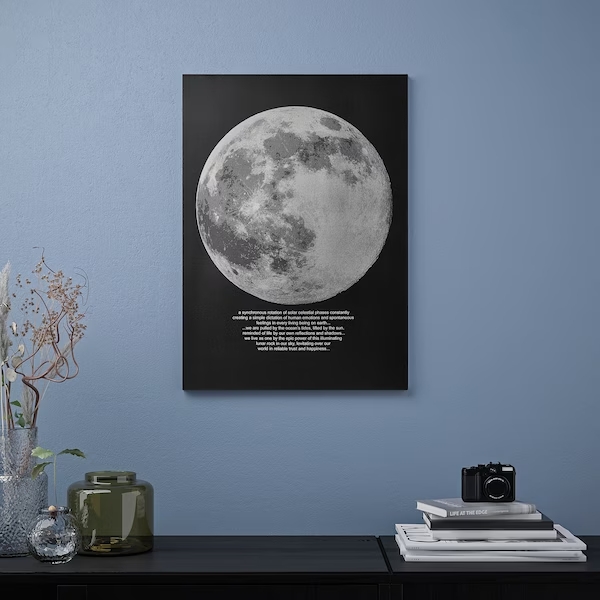 a synchronous rotation of solar celestial phases constantly
creating a simple dictation of human emotions and spontaneous
feelings in every living being on earth...
...we are pulled by the ocean's tides, tilted by the sun,
reminded of life by our own reflections and shadows...
we live as one by the epic power of this illuminating
lunar rock in our sky, levitating over our
world in reliable trust and happiness...
LIFE AT THE EDGE